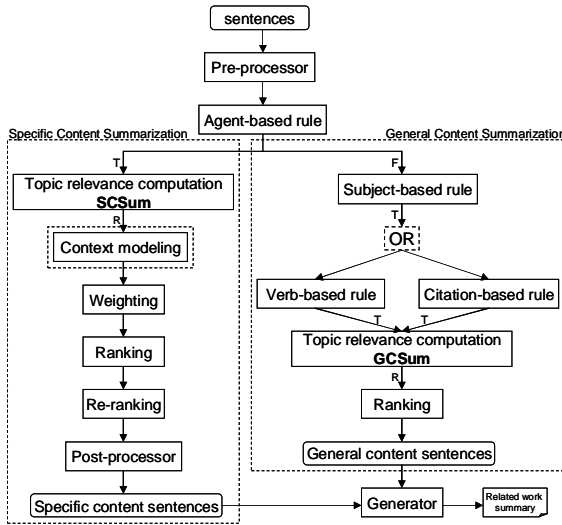 sentences
Pre-processor
Agent-based rule
Specific Content Summarization
General Content Summarization
T
F
Topic relevance computation
SCSum
Subject-based rule
R
T
Context modeling
OR
Weighting
Verb-based rule
Citation-based rule
T
T
Ranking
Topic relevance computation
GCSum
R
Re-ranking
Ranking
Post-processor
General content sentences
Specific content sentences
Generator
Related work
summary